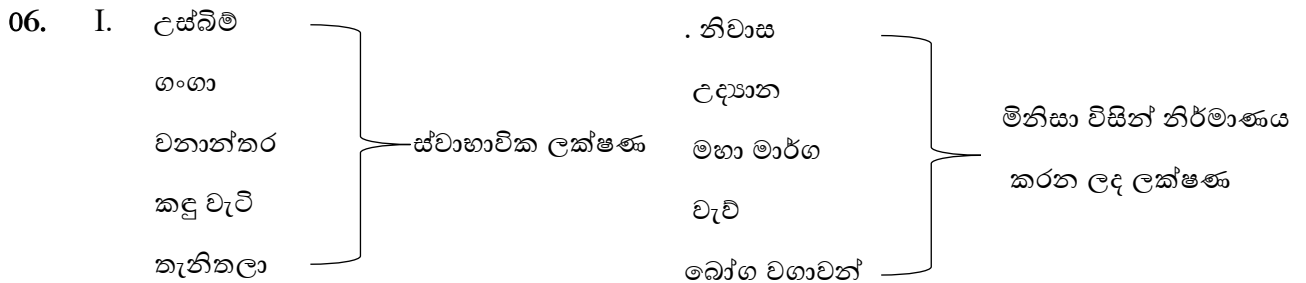 06. I. උස්බිම් . නිවාස
ගංගා උද්‍යාන
මිනිසා විසින් නිර්මාණය
වනාන්තර ස්වාභාවික ලක්ෂණ මහා මාර්ග
කරන ලද ලක්ෂණ
කඳු වැටි වැව්
තැනිතලා බෝග වගාවන්